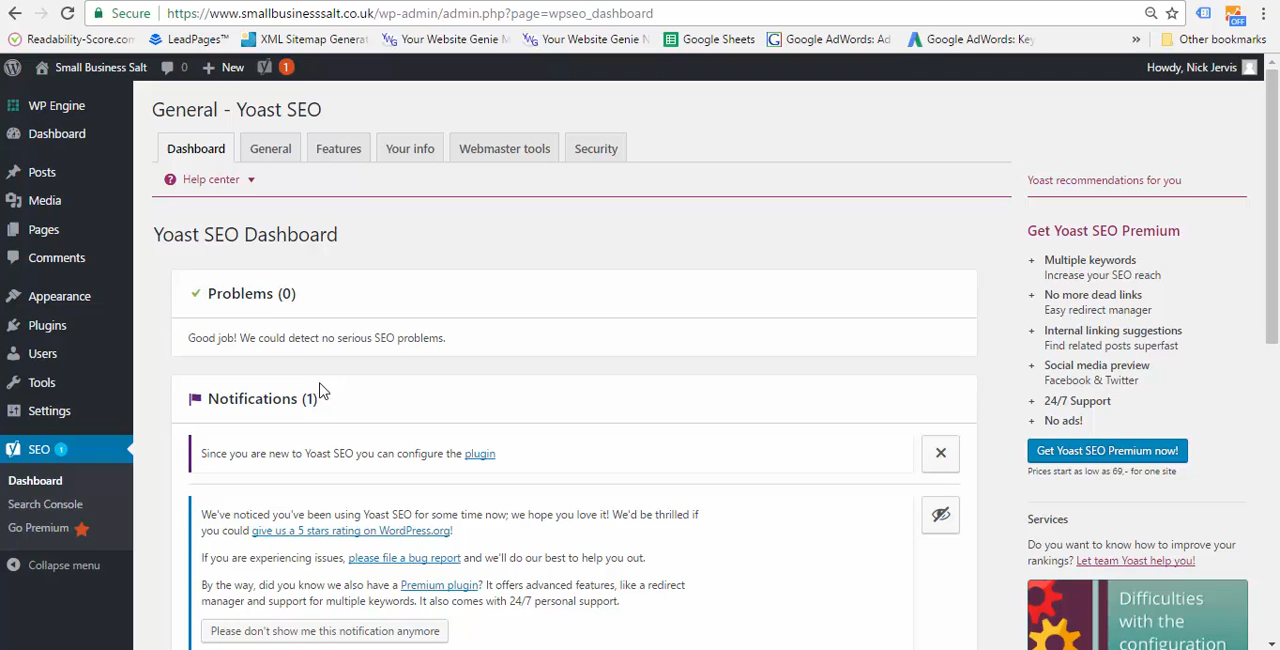 https://www.smallbusinesssalt.co.uk/wp-admin/admin.php?page=wpseo_dashboard
Secure
Readability-Score.com
LeadPages™
XML Sitemap Genera
Your Website Genie
Your Website Genie
Google Sheets
Google AdWords: Ad
Google AdWords: Key
»
Other bookmarks
OFF
Small Business Salt
0
New
1
Howdy, Nick Jervis
WP Engine
Dashboard
Posts
Media
Pages
Comments
Appearance
Plugins
Users
Tools
Settings
SEO 1
Dashboard
Search Console
Go Premium
Collapse menu
General - Yoast SEO
Dashboard
General
Features
Your info
Webmaster tools
Security
Help center
Yoast SEO Dashboard
Problems (0)
Good job! We could detect no serious SEO problems.
Notifications (1)
Since you are new to Yoast SEO you can configure the plugin
We've noticed you've been using Yoast SEO for some time now; we hope you love it! We'd be thrilled if
you could give us a 5 stars rating on WordPress.org!
If you are experiencing issues, please file a bug report and we'll do our best to help you out.
By the way, did you know we also have a Premium plugin? It offers advanced features, like a redirect
manager and support for multiple keywords. It also comes with 24/7 personal support.
Please don't show me this notification anymore
Yoast recommendations for you
Get Yoast SEO Premium
+ Multiple keywords
Increase your SEO reach
+ No more dead links
Easy redirect manager
+ Internal linking suggestions
Find related posts superfast
+ Social media preview
Facebook & Twitter
+ 24/7 Support
+ No ads!
Get Yoast SEO Premium now!
Prices start as low as 69,- for one site
Services
Do you want to know how to improve your
rankings? Let team Yoast help you!
Difficulties
with the
configuration